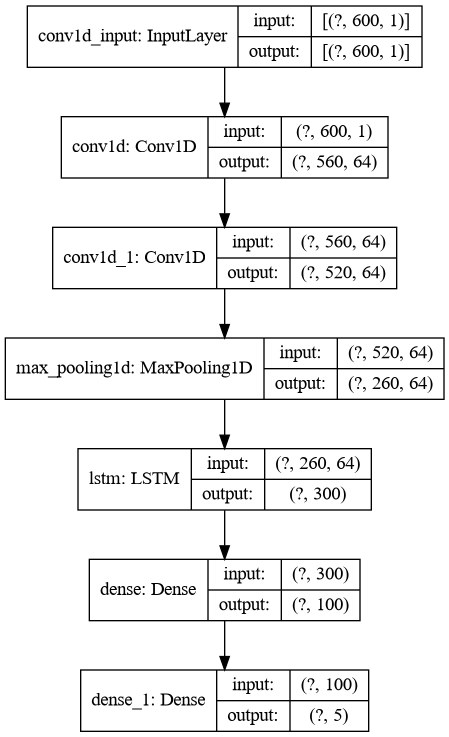 conv1d_input: InputLayer
input:
[(?, 600, 1)]
output:
[(?, 600, 1)]
conv1d: Conv1D
input:
(?, 600, 1)
output:
(?, 560, 64)
conv1d_1: Conv1D
input:
(?, 560, 64)
output:
(?, 520, 64)
max_pooling1d: MaxPooling1D
input:
(?, 520, 64)
output:
(?, 260, 64)
lstm: LSTM
input:
(?, 260, 64)
output:
(?, 300)
dense: Dense
input:
(?, 300)
output:
(?, 100)
dense_1: Dense
input:
(?, 100)
output:
(?, 5)